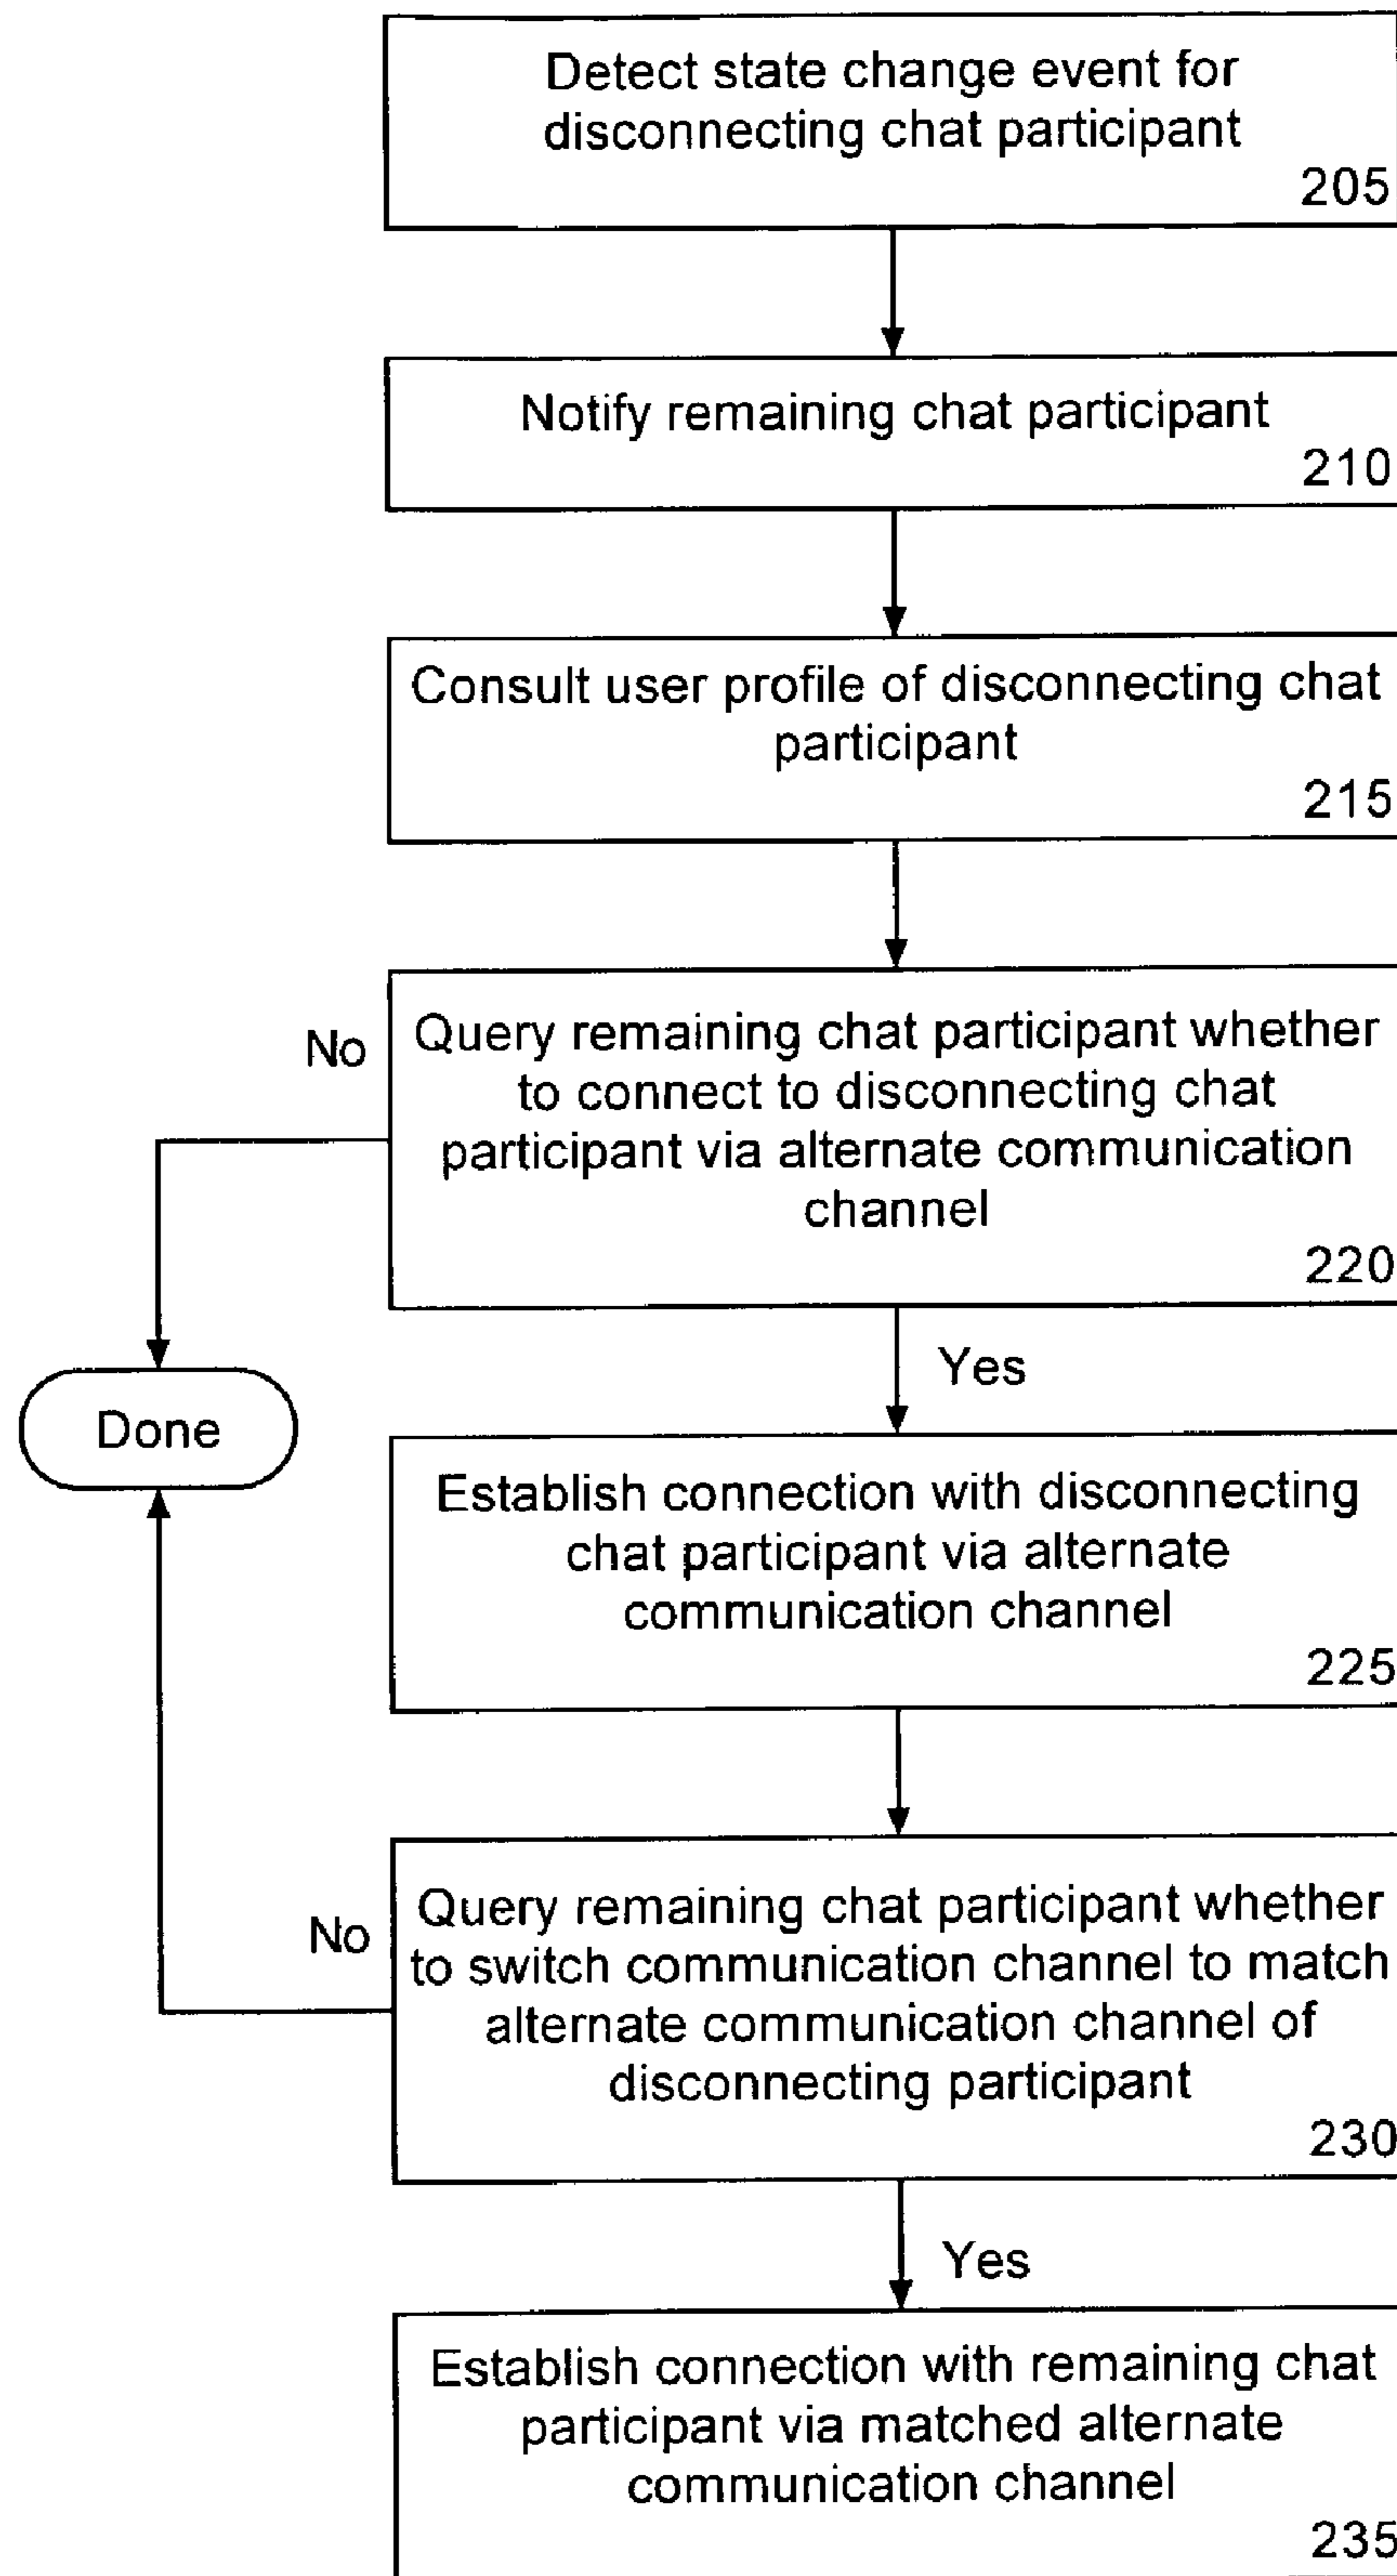 Detect state change event for
disconnecting chat participant
205
Notify remaining chat participant
210
Consult user profile of disconnecting chat
participant
215
No
Query remaining chat participant whether
to connect to disconnecting chat
participant via alternate communication
channel
220
Yes
Done
Establish connection with disconnecting
chat participant via alternate
communication channel
225
No
Query remaining chat participant whether
to switch communication channel to match
alternate communication channel of
disconnecting participant
230
Yes
Establish connection with remaining chat
participant via matched alternate
communication channel
235